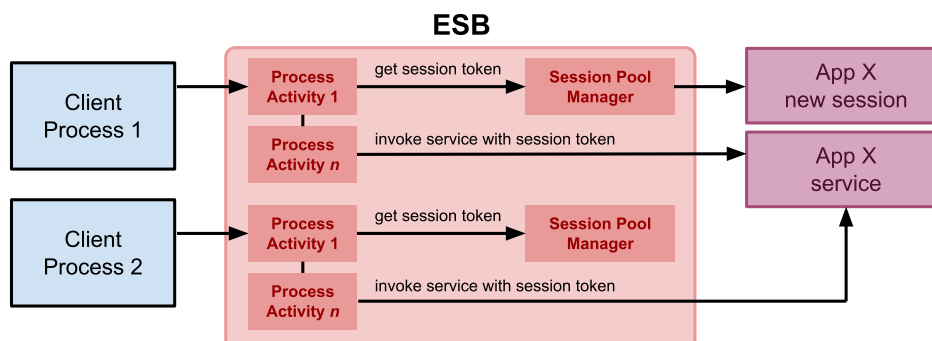 ESB
Client
Process 1
Process
Activity 1
get session token
Session Pool
Manager
App X
new session
Process
Activity n
invoke service with session token
App X
service
Client
Process 2
Process
Activity 1
get session token
Session Pool
Manager
Process
Activity n
invoke service with session token